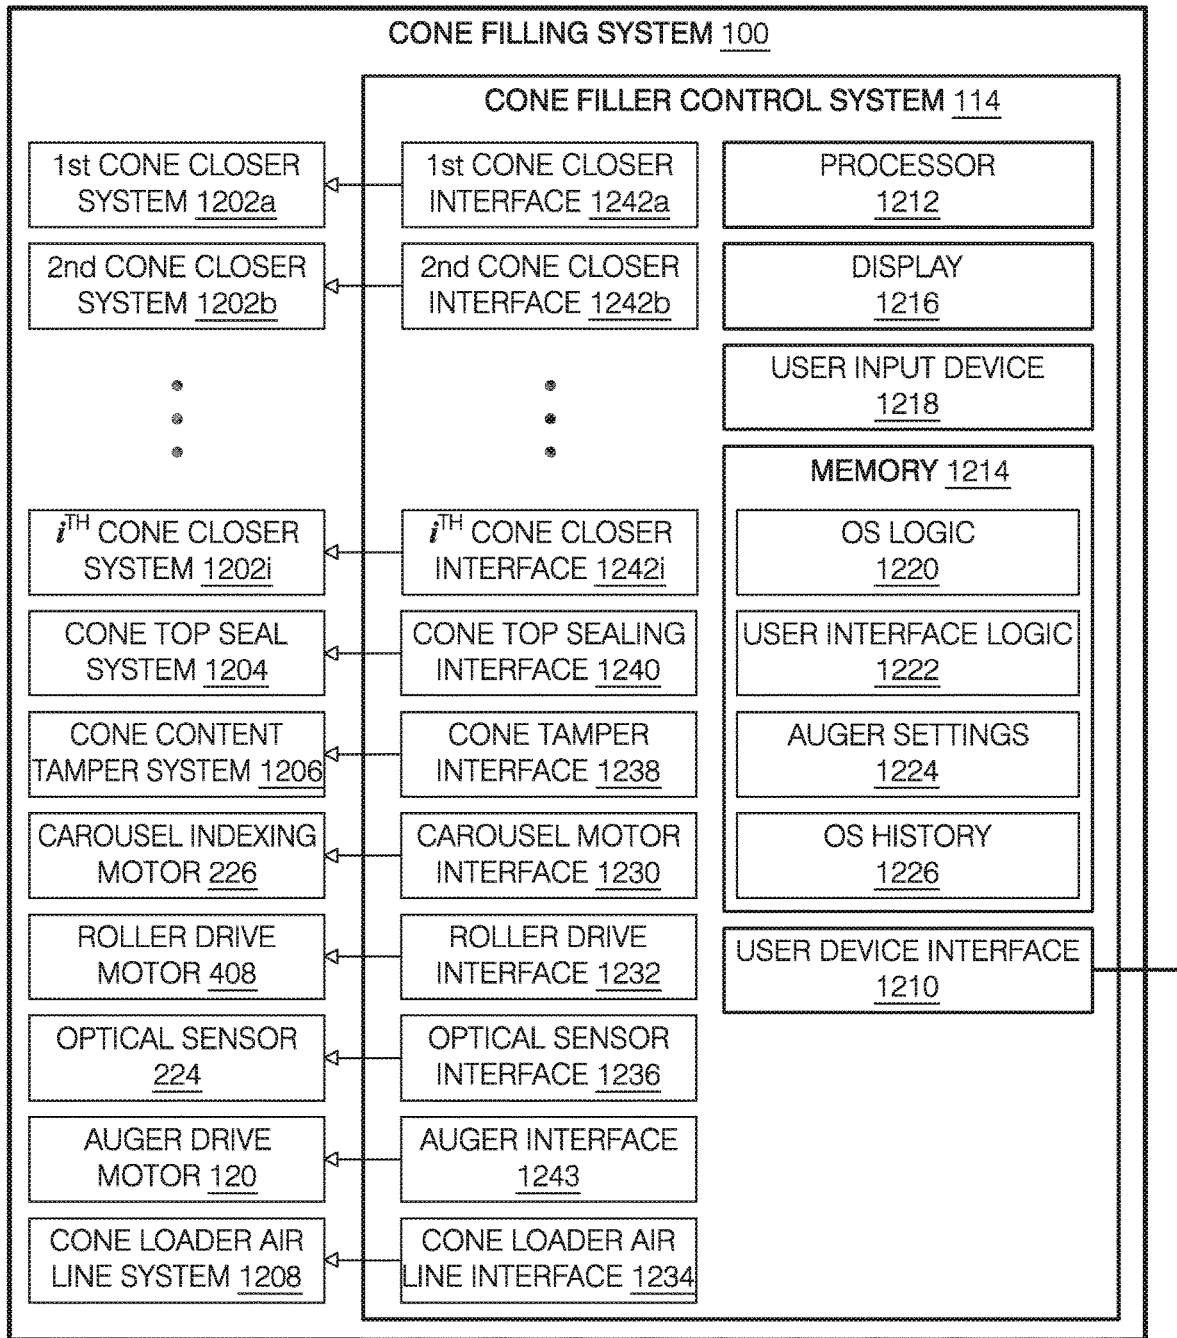 CONE FILLING SYSTEM 100
CONE FILLER CONTROL SYSTEM 114
1st CONE CLOSER
SYSTEM 1202a
1st CONE CLOSER
INTERFACE 1242a
PROCESSOR
1212
2nd CONE CLOSER
SYSTEM 1202b
2nd CONE CLOSER
INTERFACE 1242b
DISPLAY
1216
USER INPUT DEVICE
1218
MEMORY 1214
iTH CONE CLOSER
SYSTEM 1202i
iTH CONE CLOSER
INTERFACE 1242i
OS LOGIC
1220
CONE TOP SEAL
SYSTEM 1204
CONE TOP SEALING
INTERFACE 1240
USER INTERFACE LOGIC
1222
CONE CONTENT
TAMPER SYSTEM 1206
CONE TAMPER
INTERFACE 1238
AUGER SETTINGS
1224
CAROUSEL INDEXING
MOTOR 226
CAROUSEL MOTOR
INTERFACE 1230
OS HISTORY
1226
ROLLER DRIVE
MOTOR 408
ROLLER DRIVE
INTERFACE 1232
USER DEVICE INTERFACE
1210
OPTICAL SENSOR
224
OPTICAL SENSOR
INTERFACE 1236
AUGER DRIVE
MOTOR 120
AUGER INTERFACE
1243
CONE LOADER AIR
LINE SYSTEM 1208
CONE LOADER AIR
LINE INTERFACE 1234